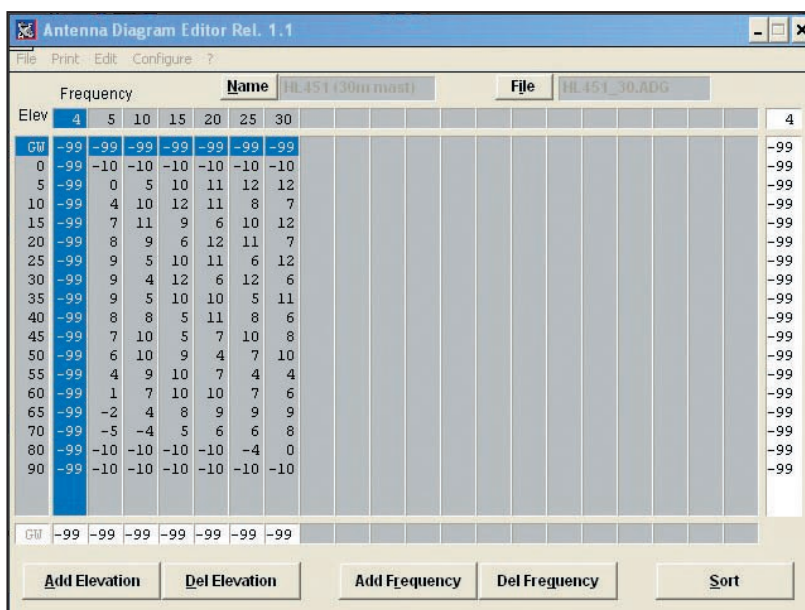 Antenna Diagram Editor Rel. 1.1
File Print Edit Configure ?
Frequency Name HL451 (30m mast) File HL451_30.ADG
Elev 4 5 10 15 20 25 30 4
GW -99 -99 -99 -99 -99 -99 -99 -99
0 -99 -10 -10 -10 -10 -10 -10 -99
5 -99 0 5 10 11 12 12 -99
10 -99 4 10 12 11 8 7 -99
15 -99 7 11 9 6 10 12 -99
20 -99 8 9 6 12 11 7 -99
25 -99 9 5 10 11 6 12 -99
30 -99 9 4 12 6 12 6 -99
35 -99 9 5 10 10 5 11 -99
40 -99 8 8 5 11 8 6 -99
45 -99 7 10 5 7 10 8 -99
50 -99 6 10 9 4 7 10 -99
55 -99 4 9 10 7 4 4 -99
60 -99 1 7 10 10 7 6 -99
65 -99 -2 4 8 9 9 9 -99
70 -99 -5 -4 5 6 6 8 -99
80 -99 -10 -10 -10 -10 -4 0 -99
90 -99 -10 -10 -10 -10 -10 -10 -99
GW -99 -99 -99 -99 -99 -99 -99
Add Elevation Del Elevation Add Frequency Del Frequency Sort